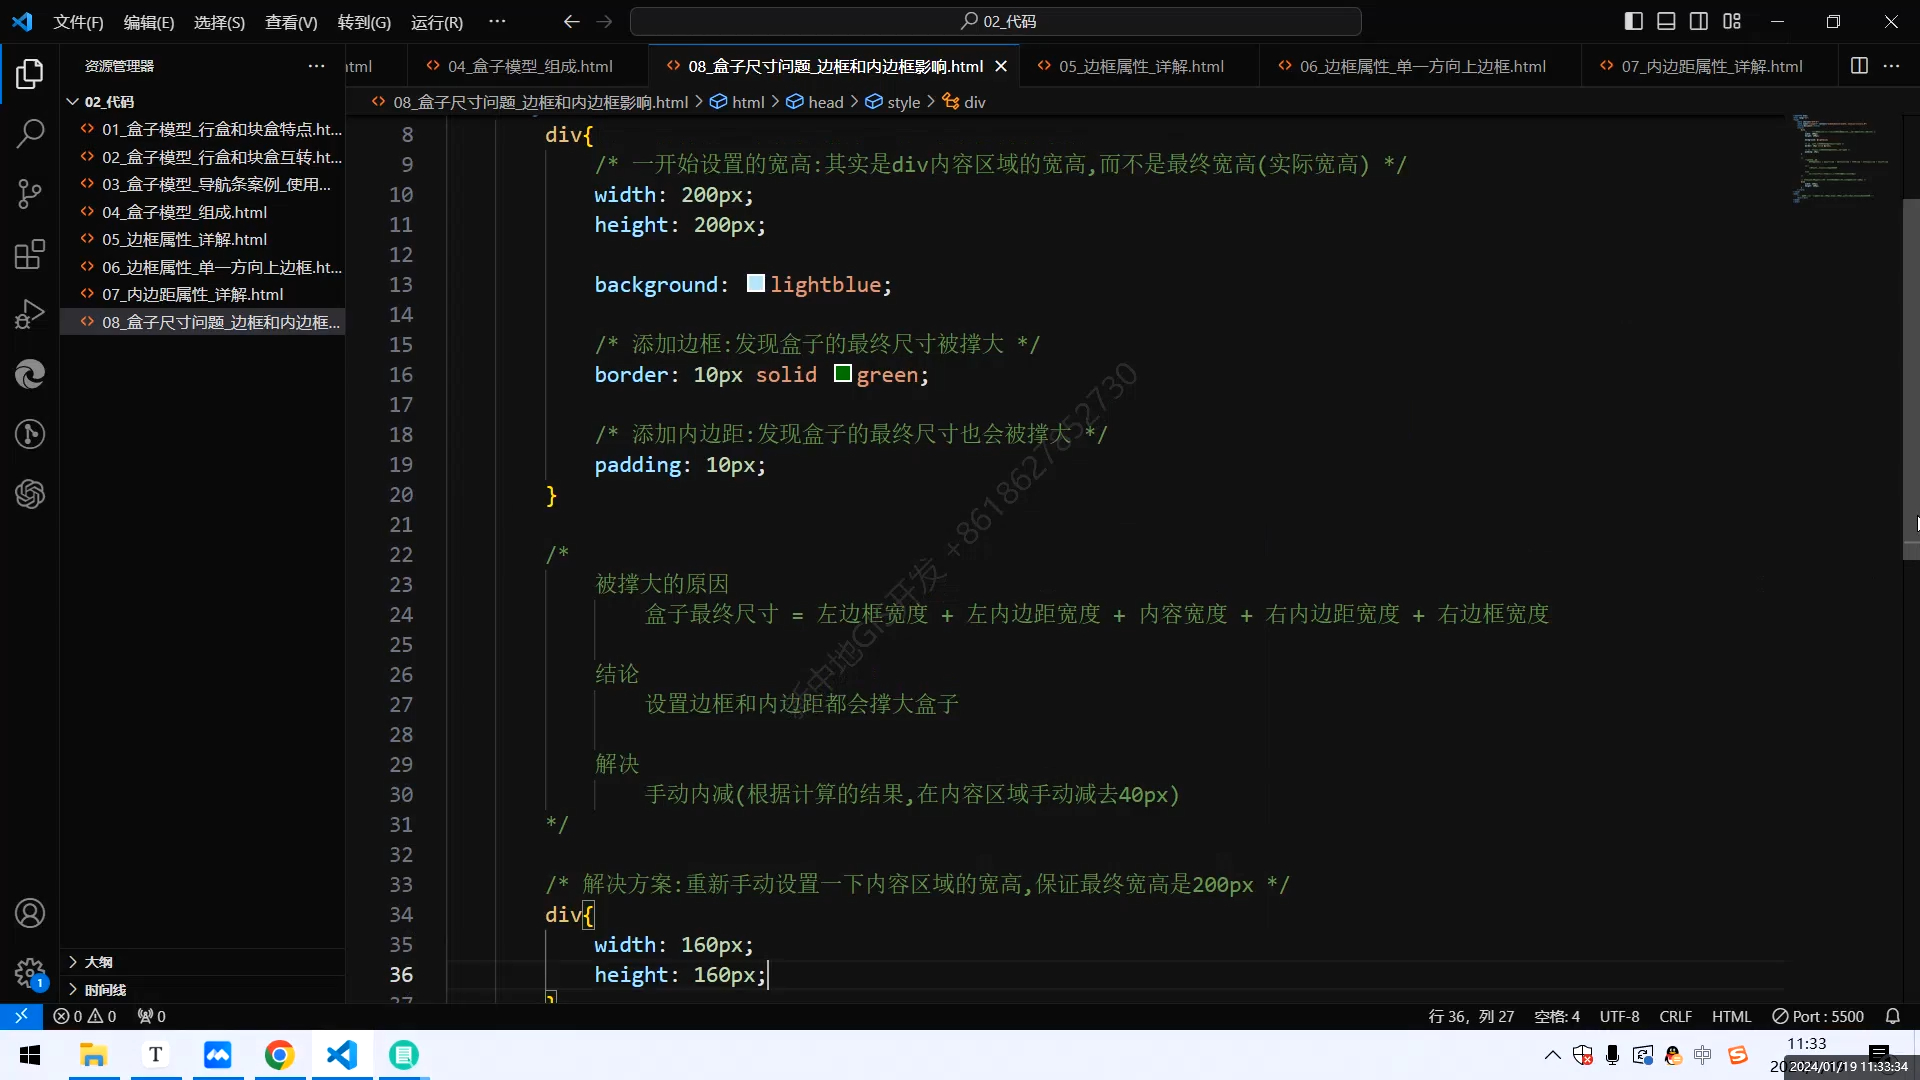 文件(F) 编辑(E) 选择(S) 查看(V) 转到(G) 运行(R) ··· 02_代码
资源管理器 ···
html 04_盒子模型_组成.html 08_盒子尺寸问题_边框和内边框影响.html 05_边框属性_详解.html 06_边框属性_单一方向上边框.html 07_内边距属性_详解.html
08_盒子尺寸问题_边框和内边框影响.html > html > head > style > div
02_代码
01_盒子模型_行盒和块盒特点.ht...
02_盒子模型_行盒和块盒互转.ht...
03_盒子模型_导航条案例_使用...
04_盒子模型_组成.html
05_边框属性_详解.html
06_边框属性_单一方向上边框.ht...
07_内边距属性_详解.html
08_盒子尺寸问题_边框和内边框...
大纲
时间线
8 div{
9 /* 一开始设置的宽高:其实是div内容区域的宽高,而不是最终宽高(实际宽高) */
10 width: 200px;
11 height: 200px;
12
13 background: lightblue;
14
15 /* 添加边框:发现盒子的最终尺寸被撑大 */
16 border: 10px solid green;
17
18 /* 添加内边距:发现盒子的最终尺寸也会被撑大 */
19 padding: 10px;
20 }
21
22 /*
23 被撑大的原因
24 盒子最终尺寸 = 左边框宽度 + 左内边距宽度 + 内容宽度 + 右内边距宽度 + 右边框宽度
25
26 结论
27 设置边框和内边距都会撑大盒子
28
29 解决
30 手动内减(根据计算的结果,在内容区域手动减去40px)
31 */
32
33 /* 解决方案:重新手动设置一下内容区域的宽高,保证最终宽高是200px */
34 div{
35 width: 160px;
36 height: 160px;
37 }
新中地GIS开发 +8618627852730
0 0 0 行 36, 列 27 空格: 4 UTF-8 CRLF HTML Port : 5500
1
T 中 11:33
2024/01/19 11:33:34